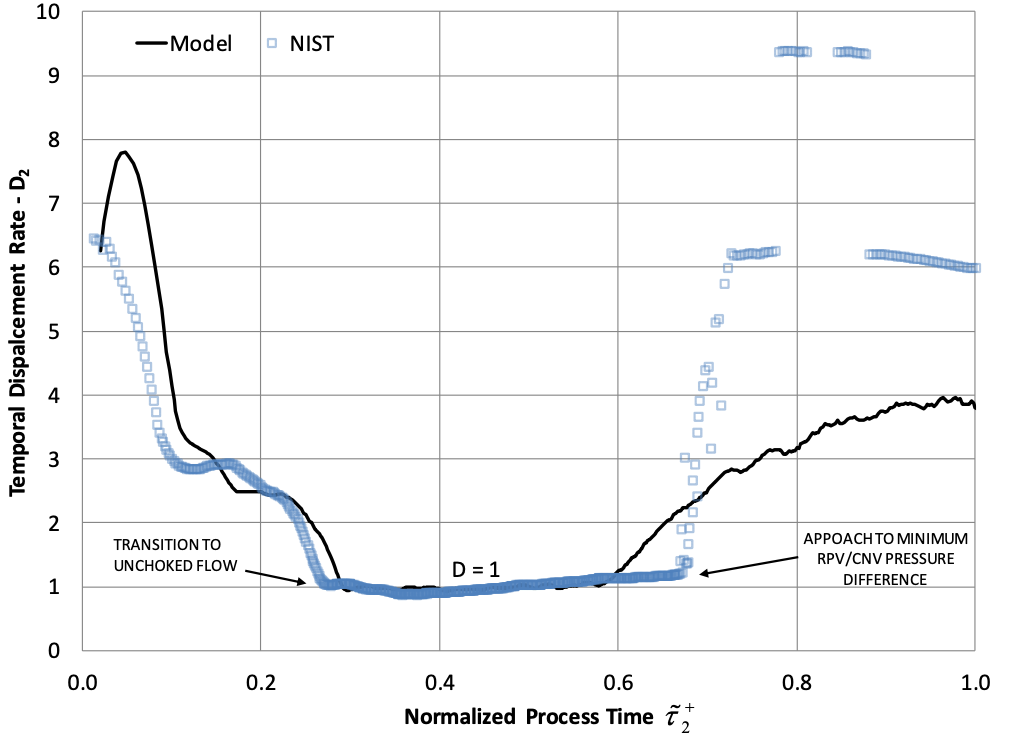 10
9
8
7
6
5
4
3
2
1
0
Temporal Dispalcement Rate - D₂
Model
NIST
TRANSITION TO
UNCHOKED FLOW
D = 1
APPOACH TO MINIMUM
RPV/CNV PRESSURE
DIFFERENCE
0.0 0.2 0.4 0.6 0.8 1.0
Normalized Process Time τ̃₂⁺